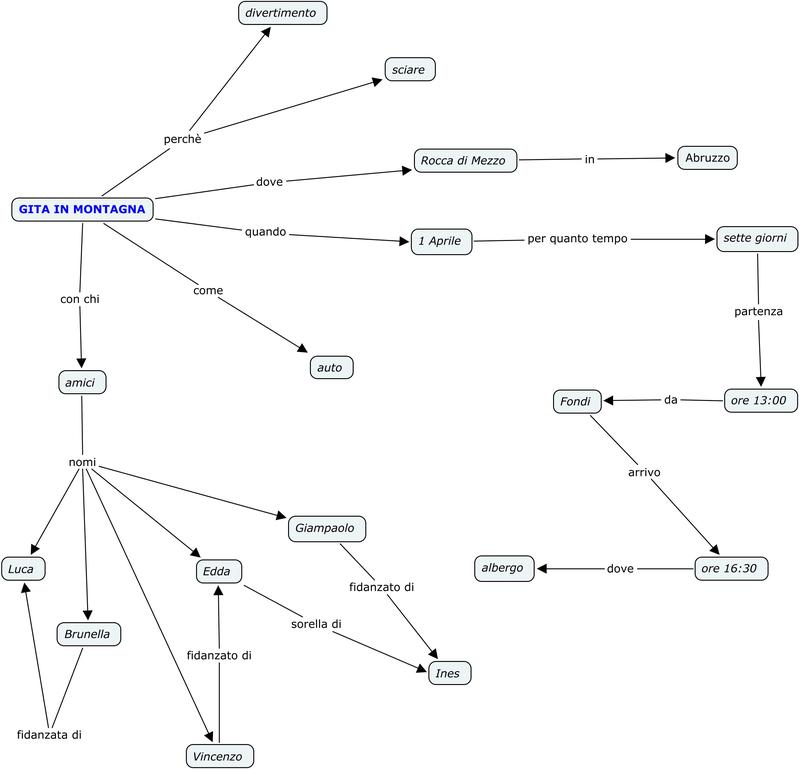 divertimento
sciare
perchè
Rocca di Mezzo
in
Abruzzo
dove
GITA IN MONTAGNA
quando
1 Aprile
per quanto tempo
sette giorni
con chi
come
partenza
auto
amici
Fondi
da
ore 13:00
nomi
arrivo
Giampaolo
Luca
Edda
albergo
dove
ore 16:30
fidanzato di
sorella di
Brunella
fidanzato di
Ines
fidanzata di
Vincenzo